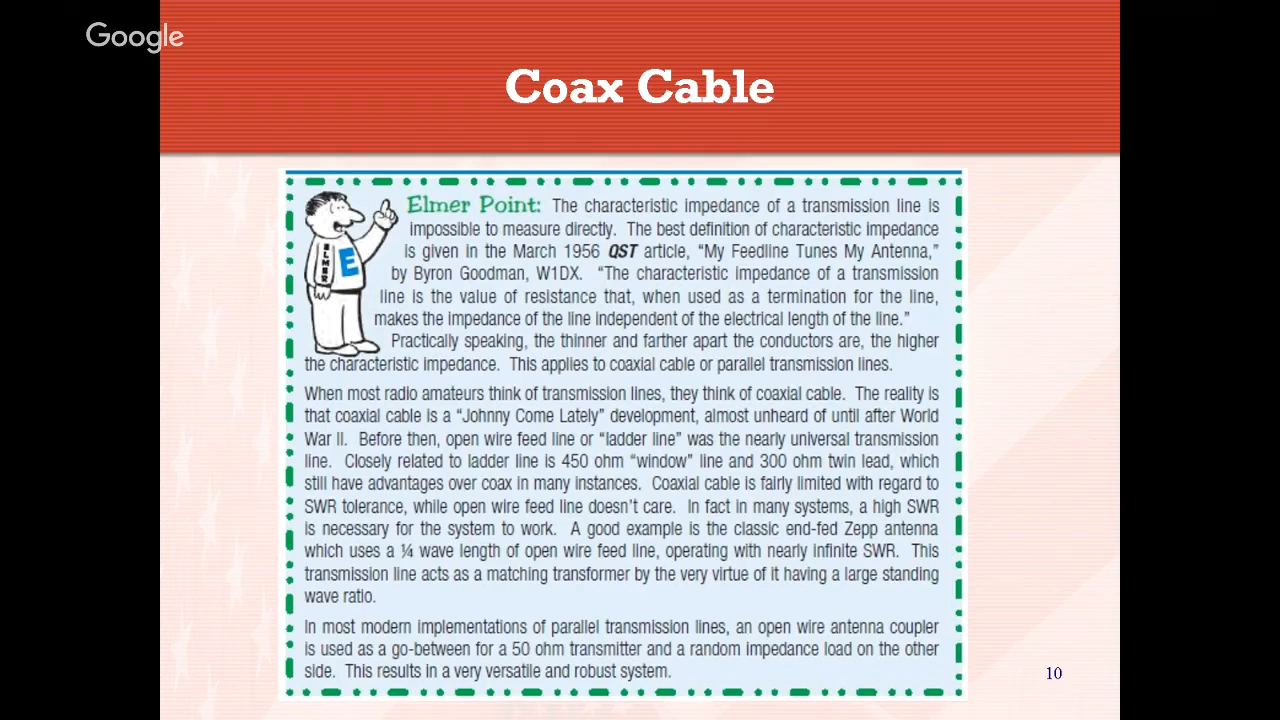 Google
Coax Cable
Elmer Point: The characteristic impedance of a transmission line is
impossible to measure directly. The best definition of characteristic impedance
is given in the March 1956 QST article, “My Feedline Tunes My Antenna,”
by Byron Goodman, W1DX. “The characteristic impedance of a transmission
line is the value of resistance that, when used as a termination for the line,
makes the impedance of the line independent of the electrical length of the line.”
Practically speaking, the thinner and farther apart the conductors are, the higher
the characteristic impedance. This applies to coaxial cable or parallel transmission lines.
ELMER
E
When most radio amateurs think of transmission lines, they think of coaxial cable. The reality is
that coaxial cable is a “Johnny Come Lately” development, almost unheard of until after World
War II. Before then, open wire feed line or “ladder line” was the nearly universal transmission
line. Closely related to ladder line is 450 ohm “window” line and 300 ohm twin lead, which
still have advantages over coax in many instances. Coaxial cable is fairly limited with regard to
SWR tolerance, while open wire feed line doesn’t care. In fact in many systems, a high SWR
is necessary for the system to work. A good example is the classic end-fed Zepp antenna
which uses a ¼ wave length of open wire feed line, operating with nearly infinite SWR. This
transmission line acts as a matching transformer by the very virtue of it having a large standing
wave ratio.
In most modern implementations of parallel transmission lines, an open wire antenna coupler
is used as a go-between for a 50 ohm transmitter and a random impedance load on the other
side. This results in a very versatile and robust system.
10